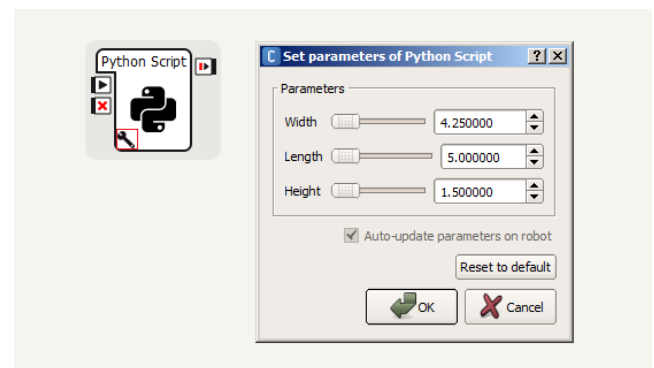 Python Script
C Set parameters of Python Script ? X
Parameters
Width 4.250000
Length 5.000000
Height 1.500000
Auto-update parameters on robot
Reset to default
OK Cancel